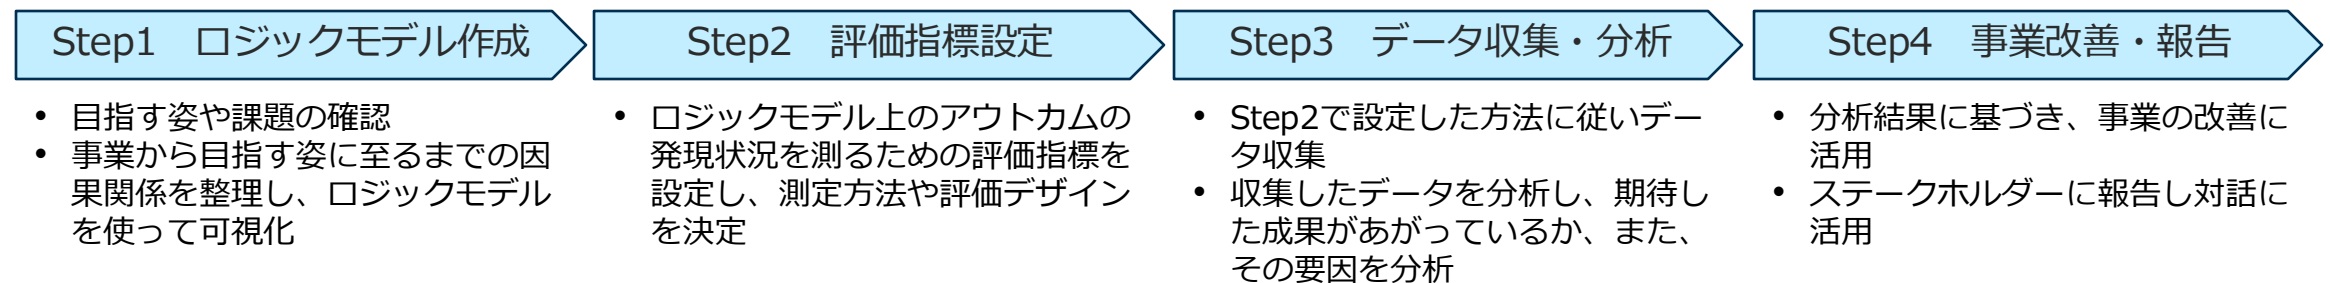 Step1　ロジックモデル作成
• 目指す姿や課題の確認
• 事業から目指す姿に至るまでの因
果関係を整理し、ロジックモデル
を使って可視化
Step2　評価指標設定
• ロジックモデル上のアウトカムの
発現状況を測るための評価指標を
設定し、測定方法や評価デザイン
を決定
Step3　データ収集・分析
• Step2で設定した方法に従いデー
タ収集
• 収集したデータを分析し、期待し
た成果があがっているか、また、
その要因を分析
Step4　事業改善・報告
• 分析結果に基づき、事業の改善に
活用
• ステークホルダーに報告し対話に
活用